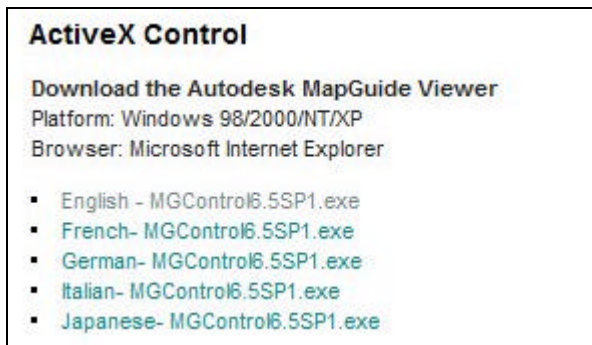 ActiveX Control
Download the Autodesk MapGuide Viewer
Platform: Windows 98/2000/NT/XP
Browser: Microsoft Internet Explorer
▪ English - MGControl6.5SP1.exe
▪ French- MGControl6.5SP1.exe
▪ German- MGControl6.5SP1.exe
▪ Italian- MGControl6.5SP1.exe
▪ Japanese- MGControl6.5SP1.exe